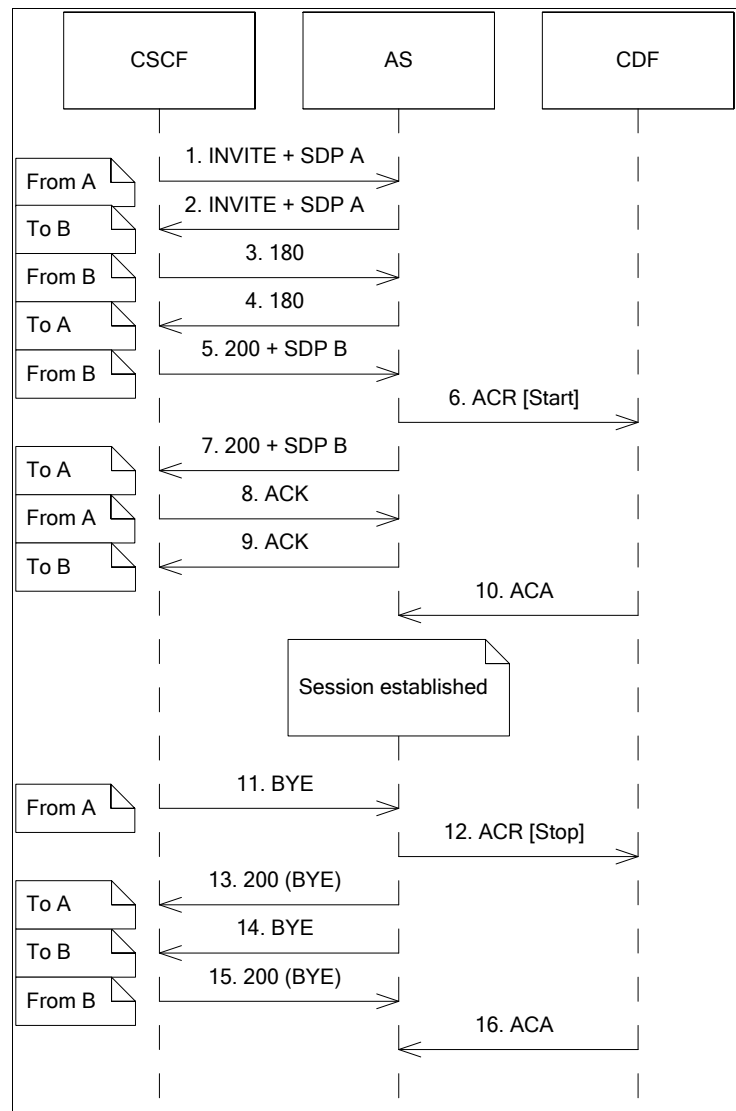 CSCF
AS
CDF
1. INVITE + SDP A
From A
2. INVITE + SDP A
To B
3. 180
From B
4. 180
To A
5. 200 + SDP B
From B
6. ACR [Start]
7. 200 + SDP B
To A
8. ACK
From A
9. ACK
To B
10. ACA
Session established
11. BYE
From A
12. ACR [Stop]
13. 200 (BYE)
To A
14. BYE
To B
15. 200 (BYE)
From B
16. ACA